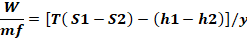 W/mf = [T(S1−S2) − (h1−h2)]/y